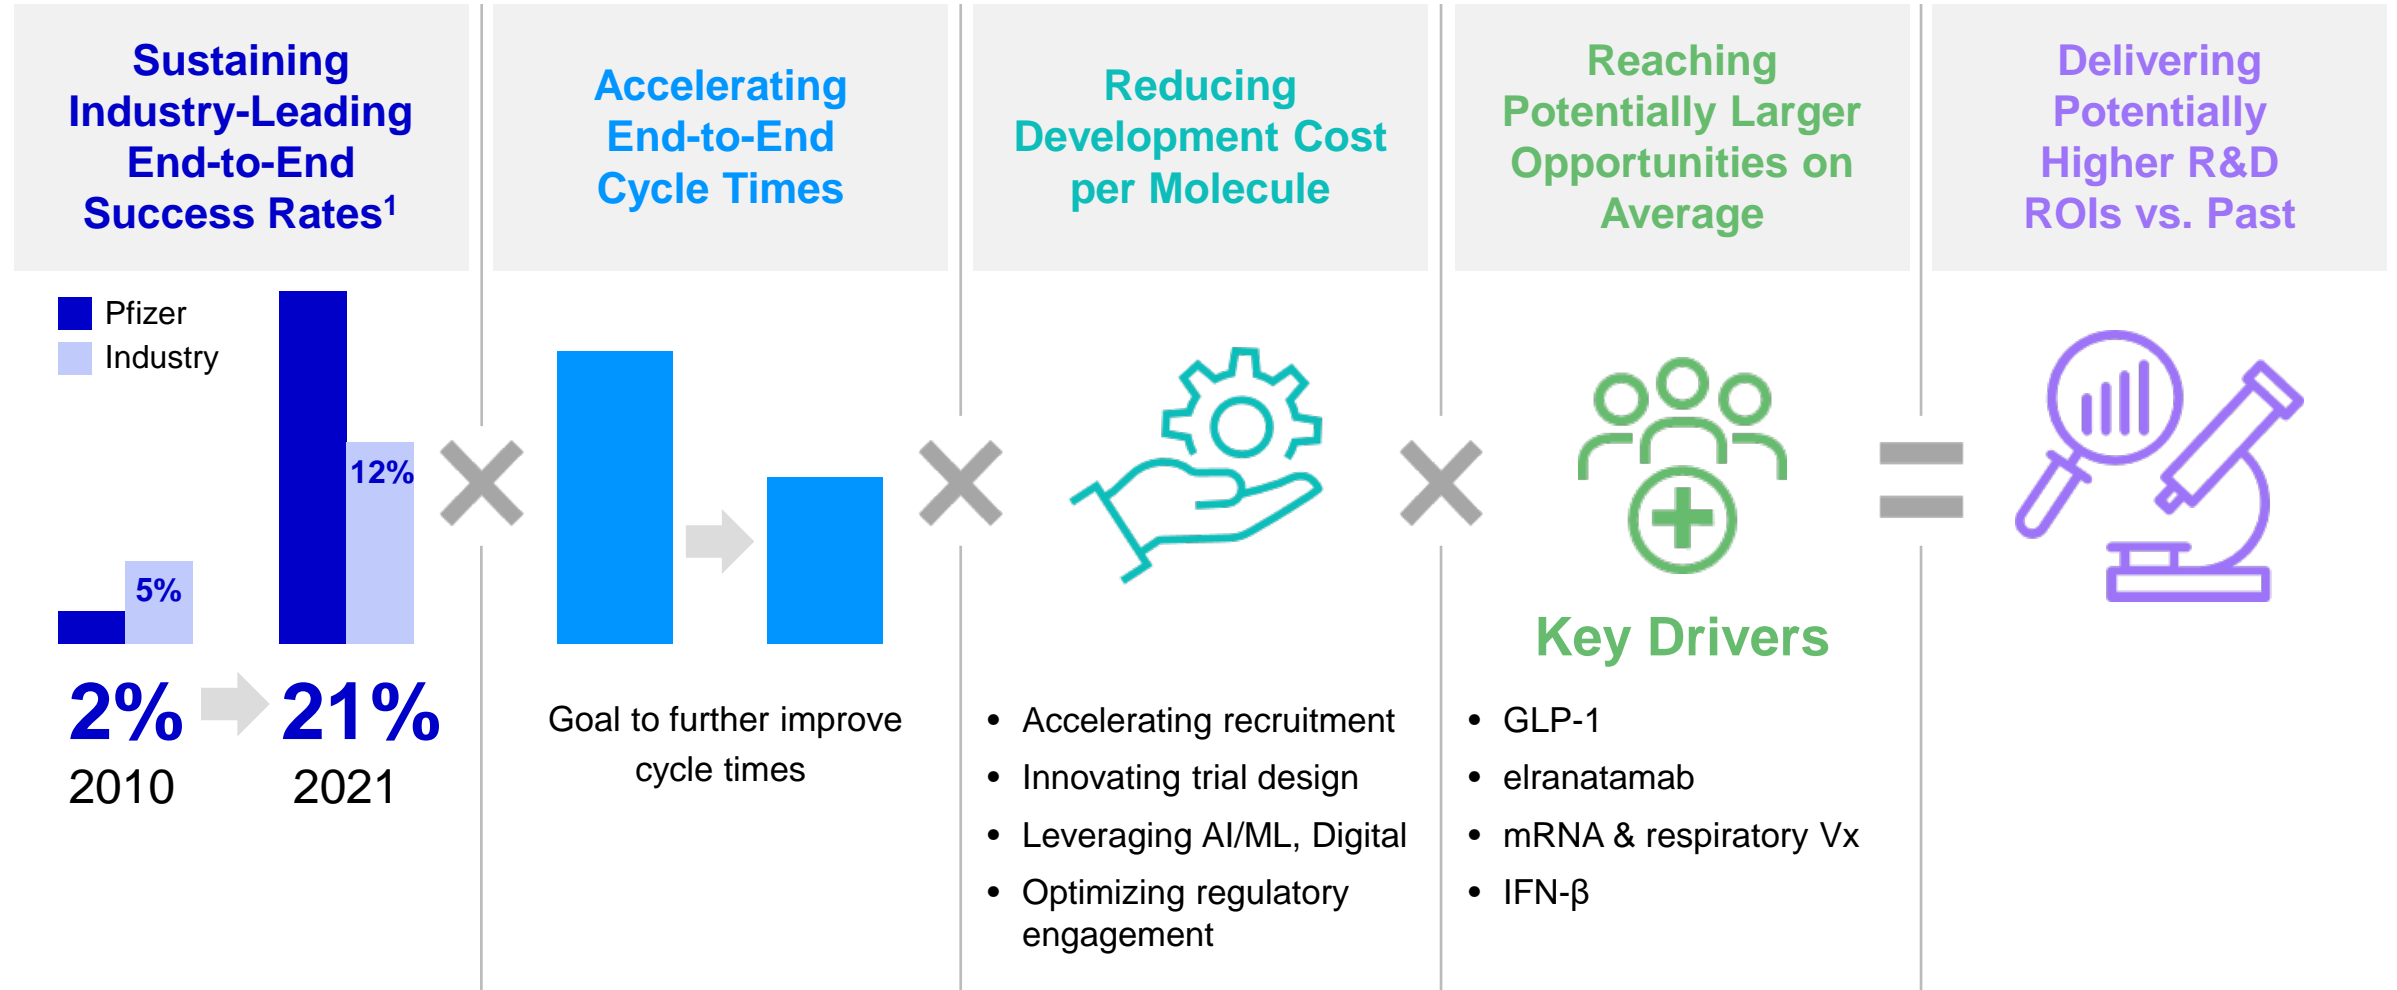 Sustaining
Industry-Leading
End-to-End
Success Rates¹
Pfizer
Industry
5%
12%
2%
21%
2010
2021
Accelerating
End-to-End
Cycle Times
Goal to further improve
cycle times
Reducing
Development Cost
per Molecule
• Accelerating recruitment
• Innovating trial design
• Leveraging AI/ML, Digital
• Optimizing regulatory
engagement
Reaching
Potentially Larger
Opportunities on
Average
Key Drivers
• GLP-1
• elranatamab
• mRNA & respiratory Vx
• IFN-β
Delivering
Potentially
Higher R&D
ROIs vs. Past